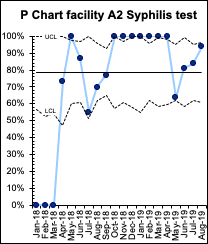 P Chart facility A2 Syphilis test
100%
90%
80%
70%
60%
50%
40%
30%
20%
10%
0%
UCL
LCL
Jan-18
Feb-18
Mar-18
Apr-18
May-18
Jun-18
Jul-18
Aug-18
Sep-18
Oct-18
Nov-18
Dec-18
Jan-19
Feb-19
Mar-19
Apr-19
May-19
Jun-19
Jul-19
Aug-19